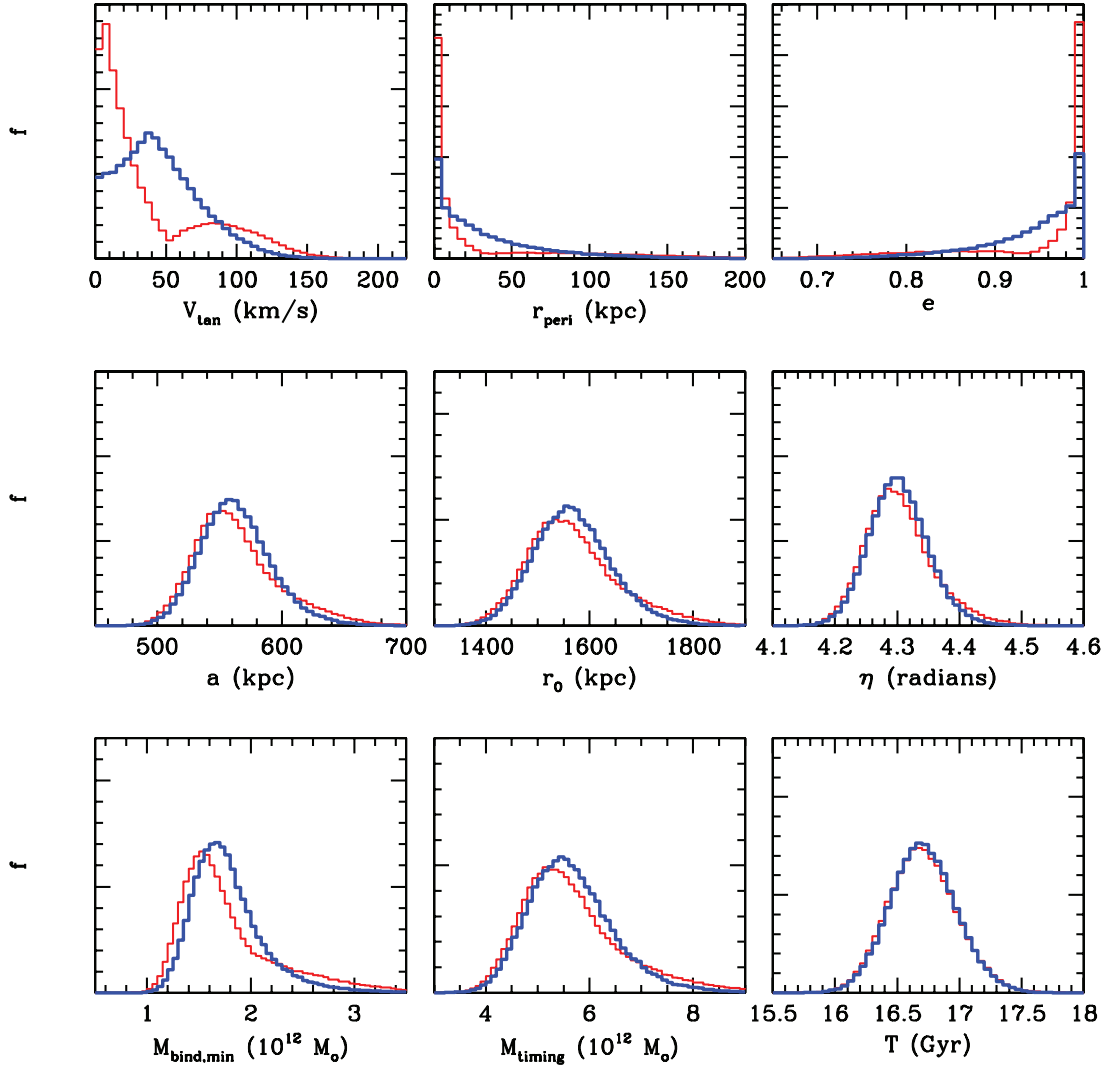 f
0 50 100 150 200
V_tan (km/s)
0 50 100 150 200
r_peri (kpc)
0.7 0.8 0.9 1
e
f
500 600 700
a (kpc)
1400 1600 1800
r_0 (kpc)
4.1 4.2 4.3 4.4 4.5 4.6
η (radians)
f
1 2 3
M_bind,min (10^12 M_o)
4 6 8
M_timing (10^12 M_o)
15.5 16 16.5 17 17.5 18
T (Gyr)